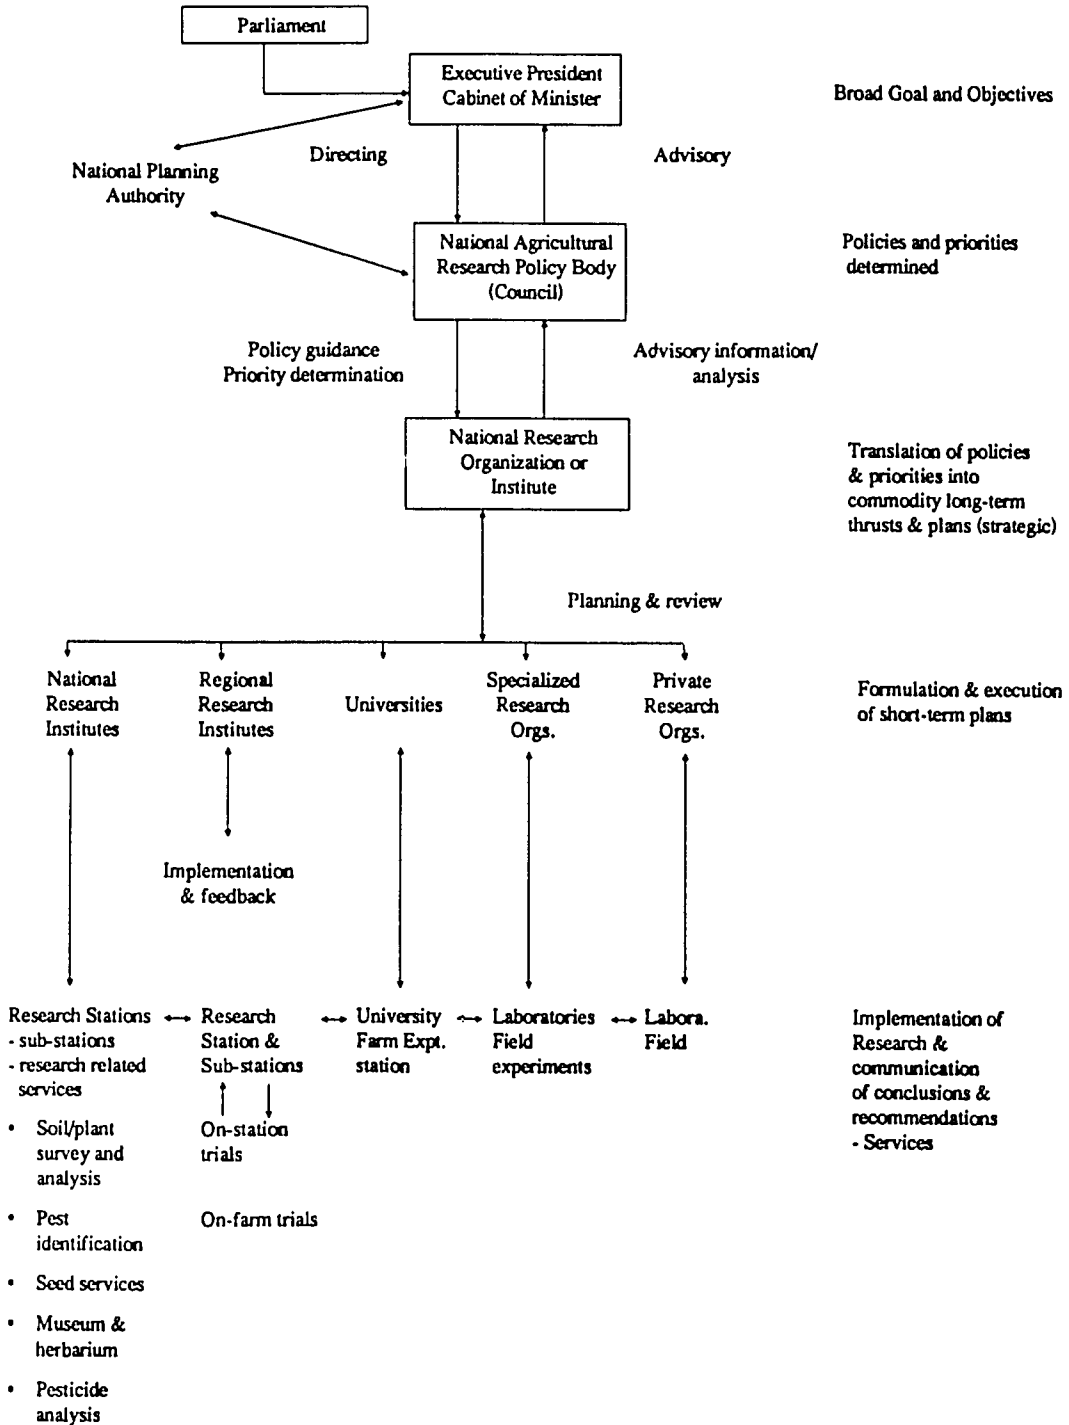 Parliament
Executive President
Cabinet of Minister
Broad Goal and Objectives
Directing
Advisory
National Planning
Authority
National Agricultural
Research Policy Body
(Council)
Policies and priorities
determined
Policy guidance
Priority determination
Advisory information/
analysis
National Research
Organization or
Institute
Translation of policies
& priorities into
commodity long-term
thrusts & plans (strategic)
Planning & review
National
Research
Institutes
Regional
Research
Institutes
Universities
Specialized
Research
Orgs.
Private
Research
Orgs.
Formulation & execution
of short-term plans
Implementation
& feedback
Research Stations
- sub-stations
- research related
services
Research
Station &
Sub-stations
University
Farm Expt.
station
Laboratories
Field
experiments
Labora.
Field
Implementation of
Research &
communication
of conclusions &
recommendations
- Services
• Soil/plant
survey and
analysis
On-station
trials
• Pest
identification
On-farm trials
• Seed services
• Museum &
herbarium
• Pesticide
analysis